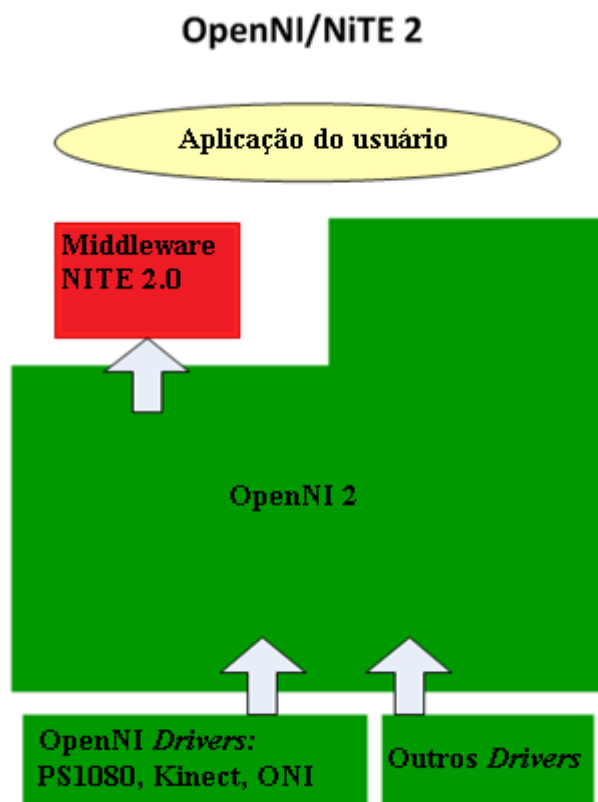 OpenNI/NiTE 2
Aplicação do usuário
Middleware
NITE 2.0
OpenNI 2
OpenNI Drivers:
PS1080, Kinect, ONI
Outros Drivers